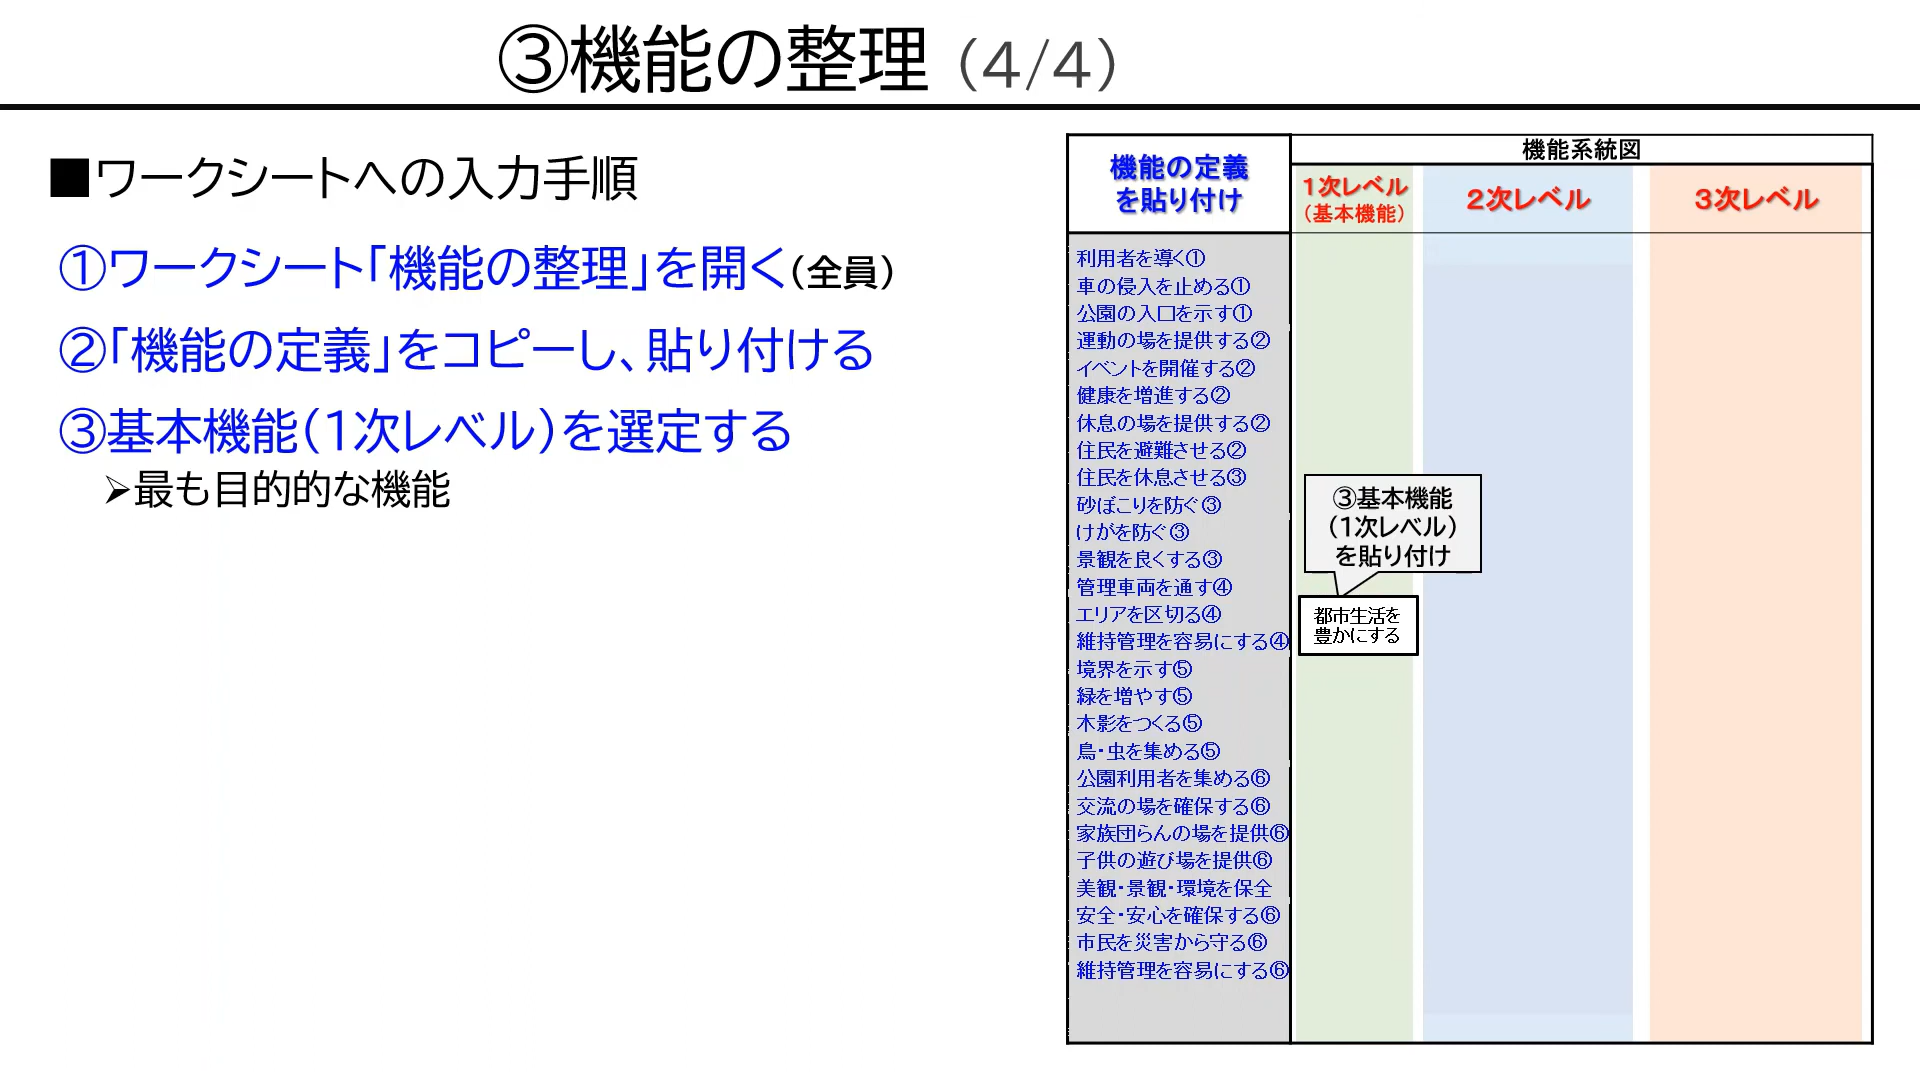 ③機能の整理（4/4）
■ワークシートへの入力手順
①ワークシート「機能の整理」を開く（全員）
②「機能の定義」をコピーし、貼り付ける
③基本機能（1次レベル）を選定する
➢最も目的的な機能
機能の定義
を貼り付け
機能系統図
1次レベル
（基本機能）
2次レベル
3次レベル
利用者を導く①
車の侵入を止める①
公園の入口を示す①
運動の場を提供する②
イベントを開催する②
健康を増進する②
休息の場を提供する②
住民を避難させる②
住民を休息させる③
砂ぼこりを防ぐ③
けがを防ぐ③
景観を良くする③
管理車両を通す④
エリアを区切る④
維持管理を容易にする④
境界を示す⑤
緑を増やす⑤
木影をつくる⑤
鳥・虫を集める⑤
公園利用者を集める⑥
交流の場を確保する⑥
家族団らんの場を提供⑥
子供の遊び場を提供⑥
美観・景観・環境を保全
安全・安心を確保する⑥
市民を災害から守る⑥
維持管理を容易にする⑥
③基本機能
（1次レベル）
を貼り付け
都市生活を
豊かにする